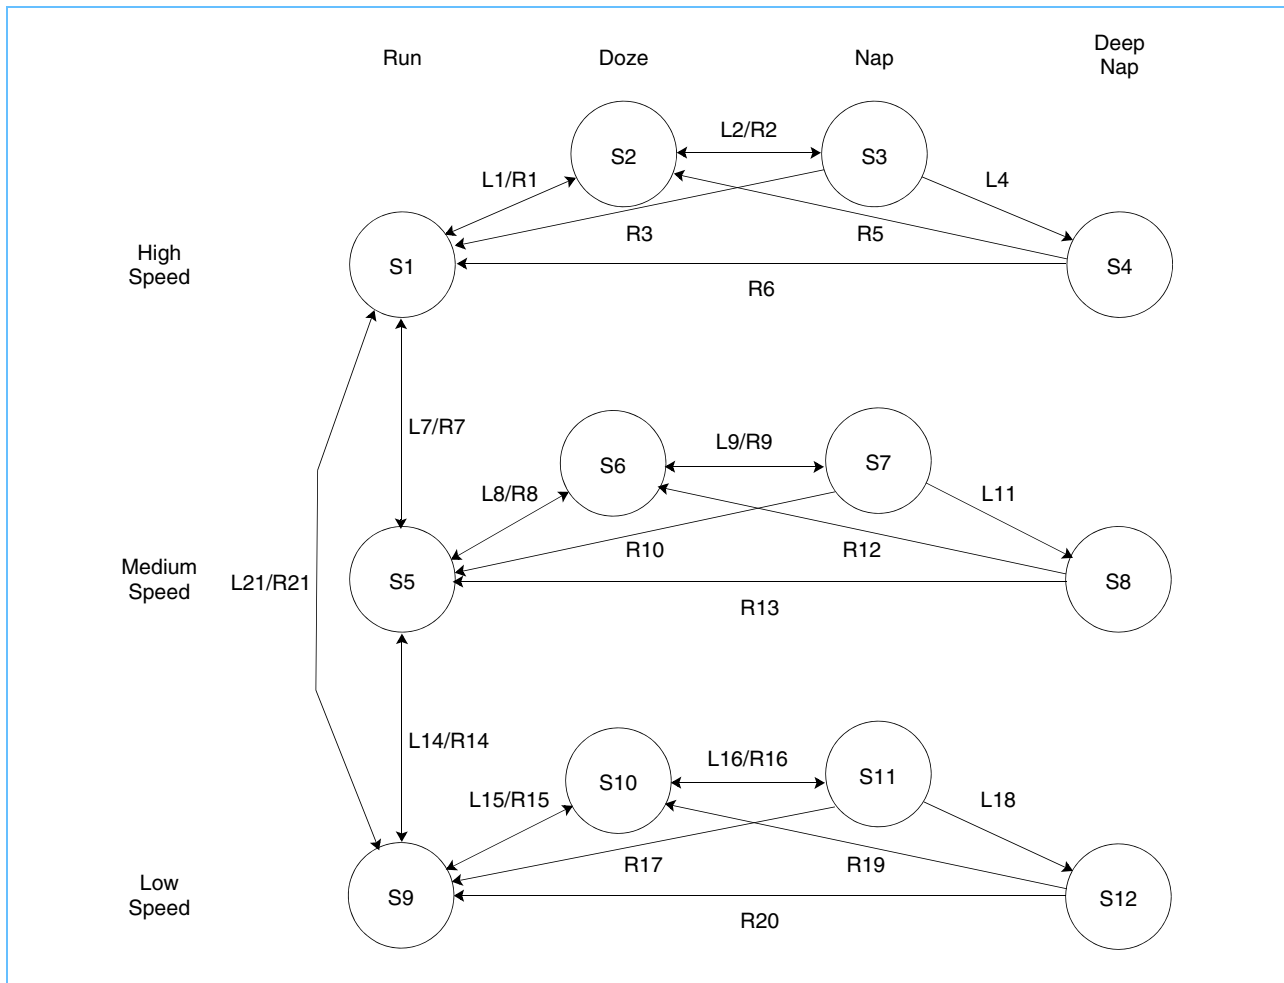 Run
Doze
Nap
Deep
Nap
S2
L2/R2
S3
L1/R1
L4
R3
R5
High
Speed
S1
S4
R6
L7/R7
L9/R9
S6
S7
L8/R8
L11
R10
R12
Medium
Speed
L21/R21
S5
S8
R13
L14/R14
L16/R16
S10
S11
L15/R15
L18
R17
R19
Low
Speed
S9
S12
R20